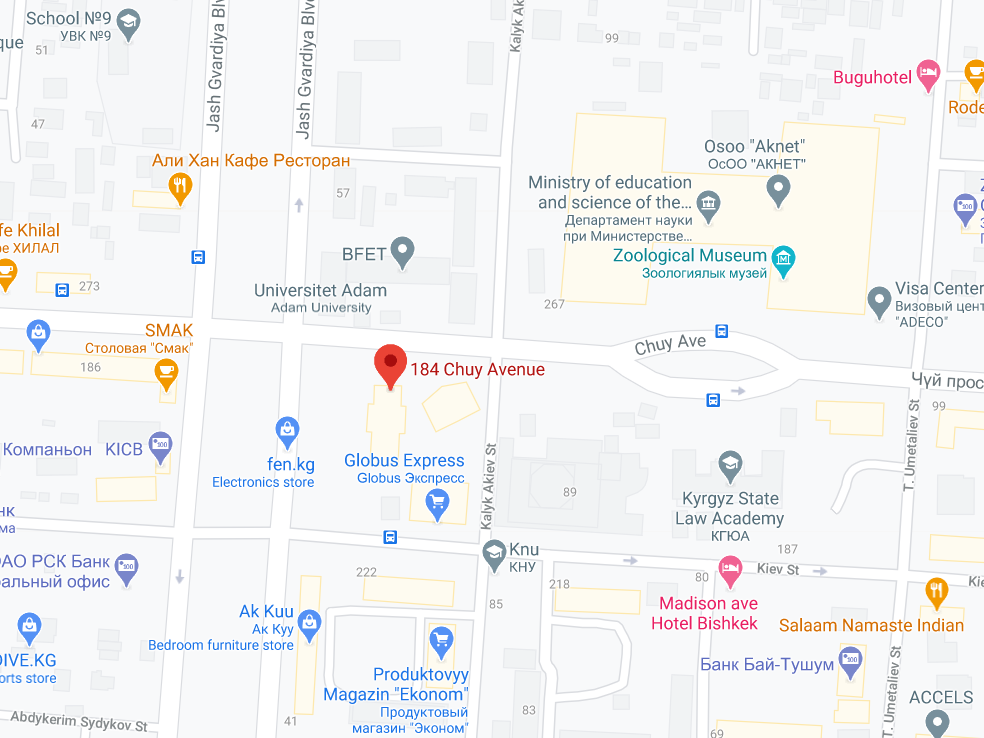 School №9
УВК №9
que
51
Jash Gvardiya Blv
Jash Gvardiya Blvd
Kalyk Ak
99
Buguhotel
Rode
47
Али Хан Кафе Ресторан
57
Osoo "Aknet"
ОсОО "АКНЕТ"
Ministry of education
and science of the...
Департамент науки
при Министерстве...
Zoological Museum
Зоологиялык музей
fe Khilal
ре ХИЛАЛ
273
BFET
Universitet Adam
Adam University
267
Visa Center
Визовый цент
"ADECO"
SMAK
Столовая "Смак"
186
184 Chuy Avenue
Chuy Ave
Чүй прос
99
T. Umetaliev St
Компаньон
KICB
fen.kg
Electronics store
Globus Express
Globus Экспресс
Kalyk Akiev St
89
Kyrgyz State
Law Academy
КГЮА
нк
ма
ОАО РСК Банк
ральный офис
Knu
КНУ
187
Kiev St
Kie
222
218
80
85
Madison ave
Hotel Bishkek
Salaam Namaste Indian
Ak Kuu
Ак Куу
Bedroom furniture store
DIVE.KG
orts store
Produktovyy
Magazin "Ekonom"
Продуктовый
магазин "Эконом"
Банк Бай-Тушум
T. Umetaliev St
ACCELS
Abdykerim Sydykov St
41
83
69